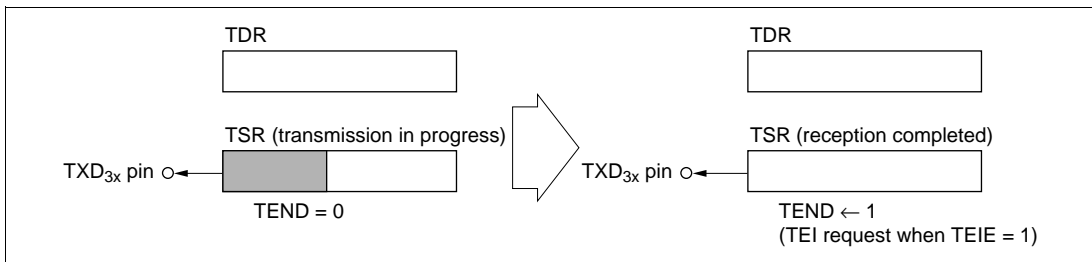 TDR
TSR (transmission in progress)
TXD3x pin
TEND = 0
TDR
TSR (reception completed)
TXD3x pin
TEND ← 1
(TEI request when TEIE = 1)